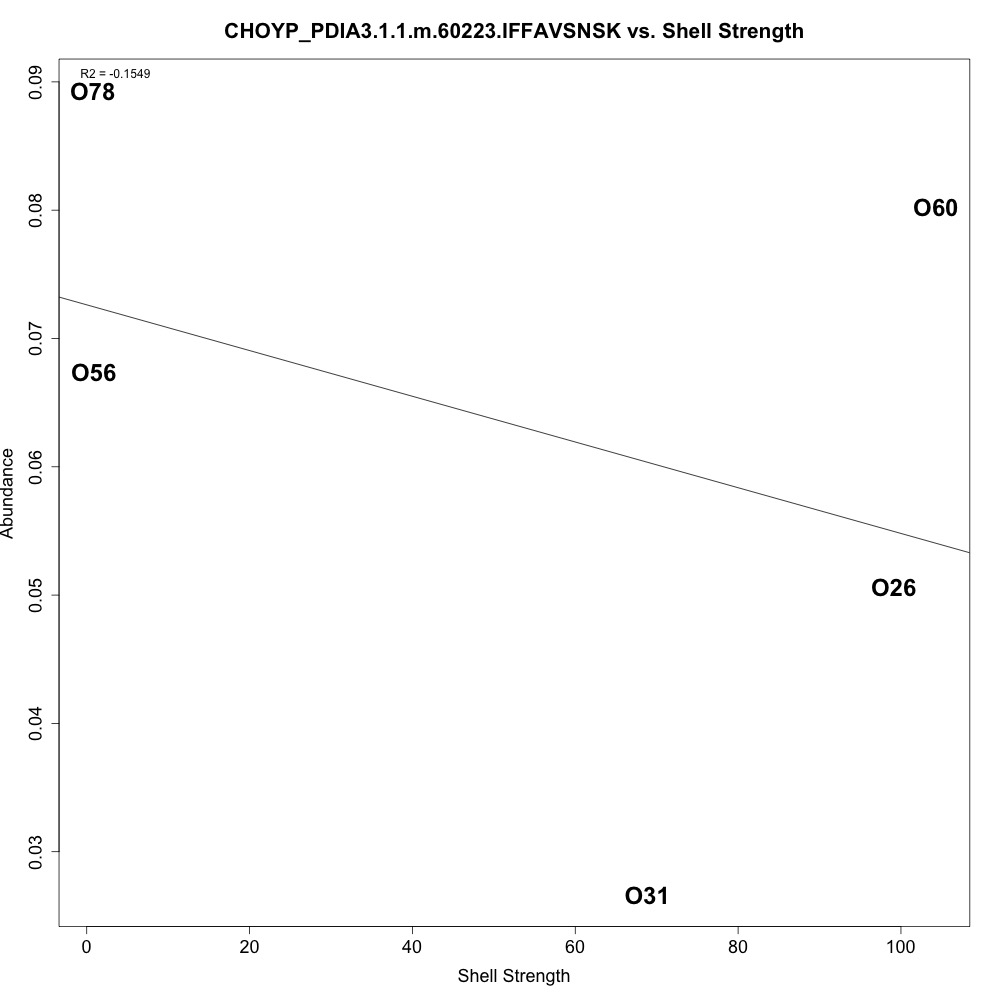 CHOYP_PDIA3.1.1.m.60223.IFFAVSNSK vs. Shell Strength
R2 = -0.1549
O78
O60
O56
O26
O31
0.09
0.08
0.07
0.06
0.05
0.04
0.03
Abundance
0 20 40 60 80 100
Shell Strength